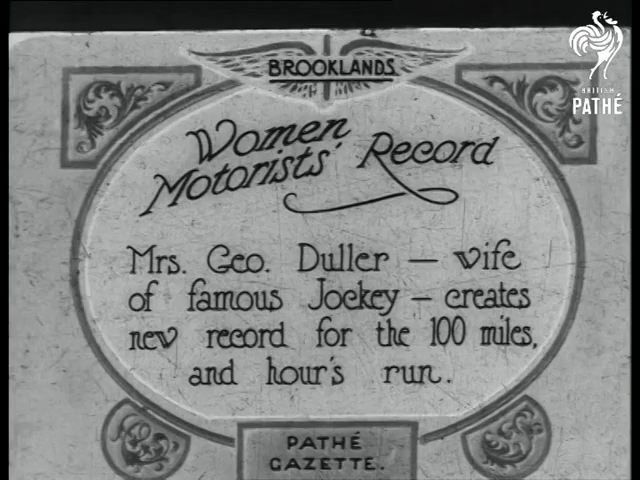 BROOKLANDS
BRITISH
PATHÉ
Women
Motorists' Record
Mrs. Geo. Duller – wife
of famous Jockey – creates
new record for the 100 miles,
and hour's run.
PATHÉ
GAZETTE.